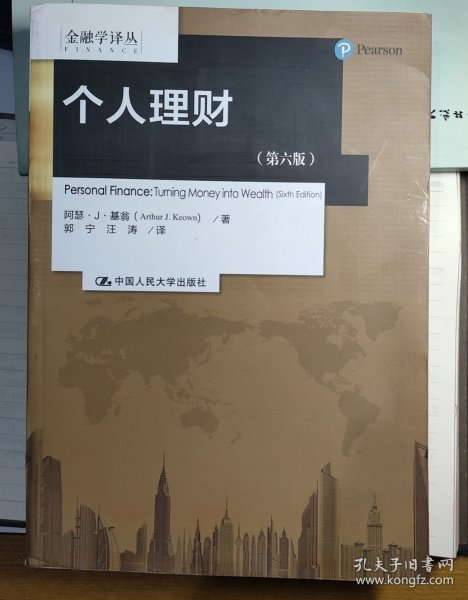 金融学译丛
FINANCE
Pearson
个人理财
（第六版）
Personal Finance: Turning Money into Wealth (Sixth Edition)
阿瑟·J·基翁（Arthur J. Keown） ／著
郭 宁 汪 涛 ／译
中国人民大学出版社
孔夫子旧书网
www.kongfz.com